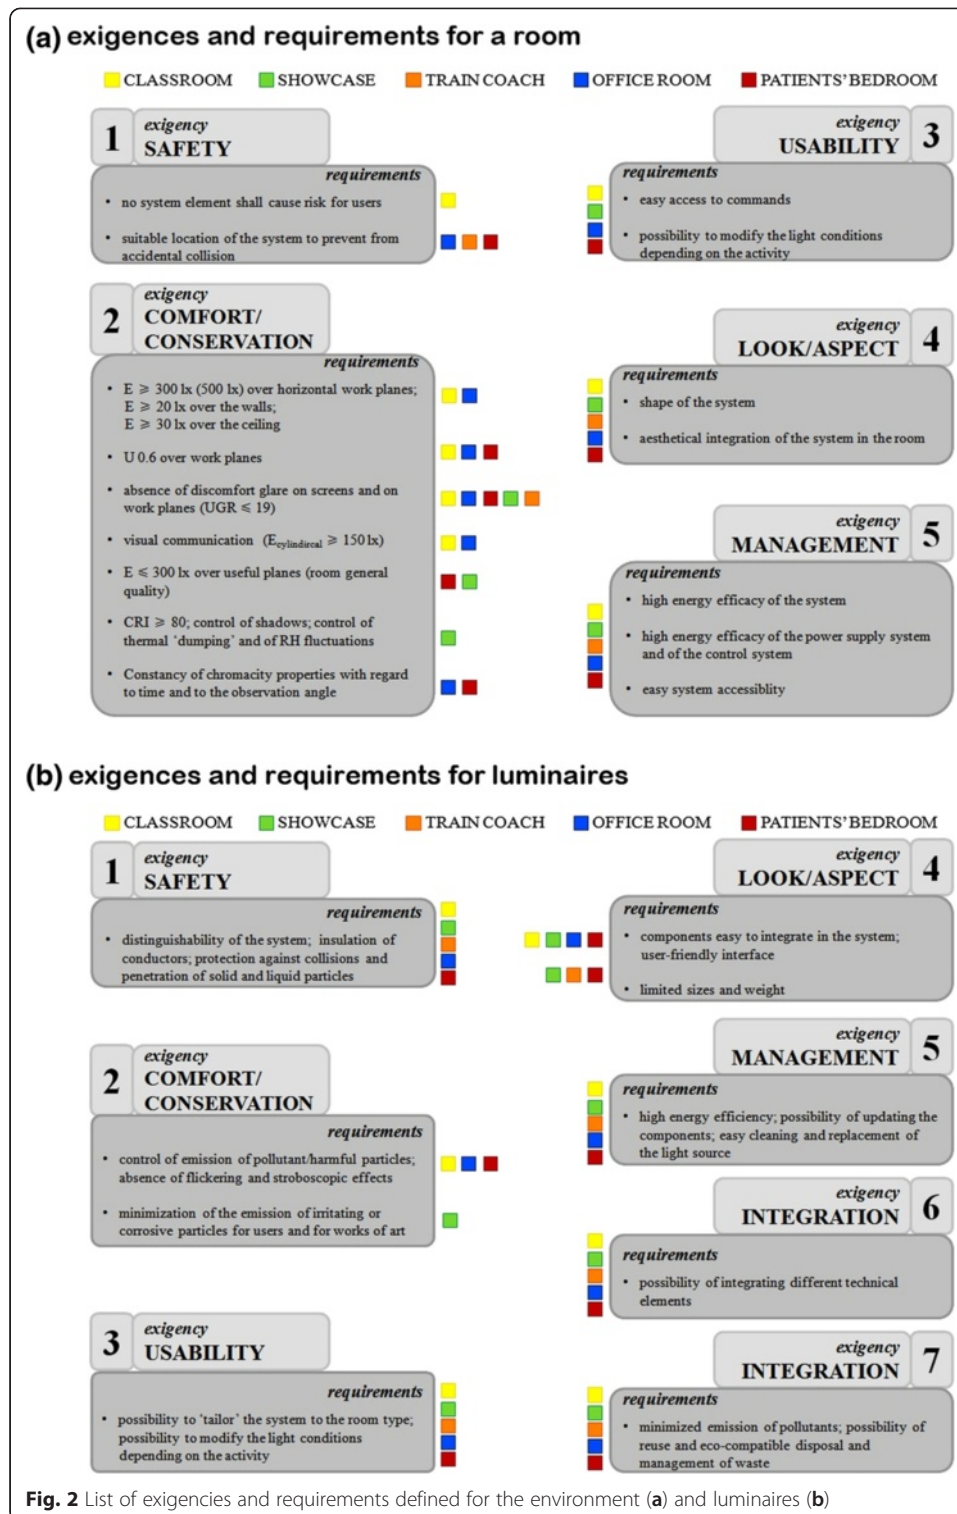 (a) exigences and requirements for a room
CLASSROOM SHOWCASE TRAIN COACH OFFICE ROOM PATIENTS' BEDROOM
1 exigency
SAFETY
requirements
• no system element shall cause risk for users
• suitable location of the system to prevent from
accidental collision
2 exigency
COMFORT/
CONSERVATION
requirements
• E ⩾ 300 lx (500 lx) over horizontal work planes;
E ⩾ 20 lx over the walls;
E ⩾ 30 lx over the ceiling
• U 0.6 over work planes
• absence of discomfort glare on screens and on
work planes (UGR ⩽ 19)
• visual communication (Ecylindircal ⩾ 150 lx)
• E ⩽ 300 lx over useful planes (room general
quality)
• CRI ⩾ 80; control of shadows; control of
thermal 'dumping' and of RH fluctuations
• Constancy of chromacity properties with regard
to time and to the observation angle
exigency 3
USABILITY
requirements
• easy access to commands
• possibility to modify the light conditions
depending on the activity
exigency 4
LOOK/ASPECT
requirements
• shape of the system
• aesthetical integration of the system in the room
exigency 5
MANAGEMENT
requirements
• high energy efficacy of the system
• high energy efficacy of the power supply system
and of the control system
• easy system accessiblity
(b) exigences and requirements for luminaires
CLASSROOM SHOWCASE TRAIN COACH OFFICE ROOM PATIENTS' BEDROOM
1 exigency
SAFETY
requirements
• distinguishability of the system; insulation of
conductors; protection against collisions and
penetration of solid and liquid particles
2 exigency
COMFORT/
CONSERVATION
requirements
• control of emission of pollutant/harmful particles;
absence of flickering and stroboscopic effects
• minimization of the emission of irritating or
corrosive particles for users and for works of art
3 exigency
USABILITY
requirements
• possibility to 'tailor' the system to the room type;
possibility to modify the light conditions
depending on the activity
exigency 4
LOOK/ASPECT
requirements
• components easy to integrate in the system;
user-friendly interface
• limited sizes and weight
exigency 5
MANAGEMENT
requirements
• high energy efficiency; possibility of updating the
components; easy cleaning and replacement of
the light source
exigency 6
INTEGRATION
requirements
• possibility of integrating different technical
elements
exigency 7
INTEGRATION
requirements
• minimized emission of pollutants; possibility of
reuse and eco-compatible disposal and
management of waste
Fig. 2 List of exigencies and requirements defined for the environment (a) and luminaires (b)